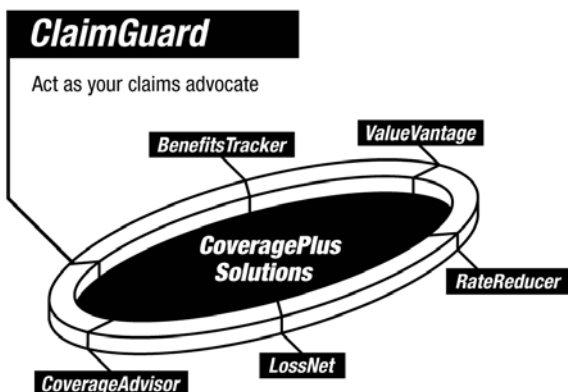 ClaimGuard
Act as your claims advocate
BenefitsTracker
ValueVantage
CoveragePlus
Solutions
RateReducer
LossNet
CoverageAdvisor